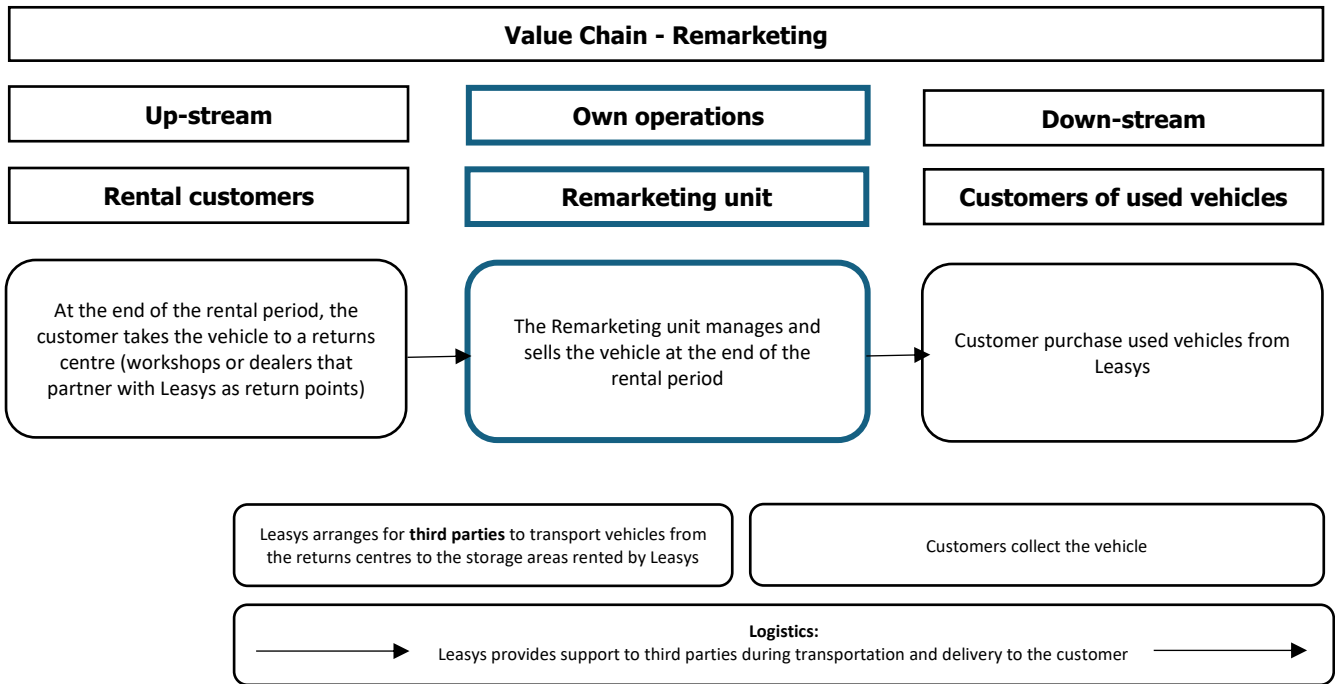 Value Chain - Remarketing
Up-stream
Own operations
Down-stream
Rental customers
Remarketing unit
Customers of used vehicles
At the end of the rental period, the
customer takes the vehicle to a returns
centre (workshops or dealers that
partner with Leasys as return points)
The Remarketing unit manages and
sells the vehicle at the end of the
rental period
Customer purchase used vehicles from
Leasys
Leasys arranges for third parties to transport vehicles from
the returns centres to the storage areas rented by Leasys
Customers collect the vehicle
Logistics:
Leasys provides support to third parties during transportation and delivery to the customer